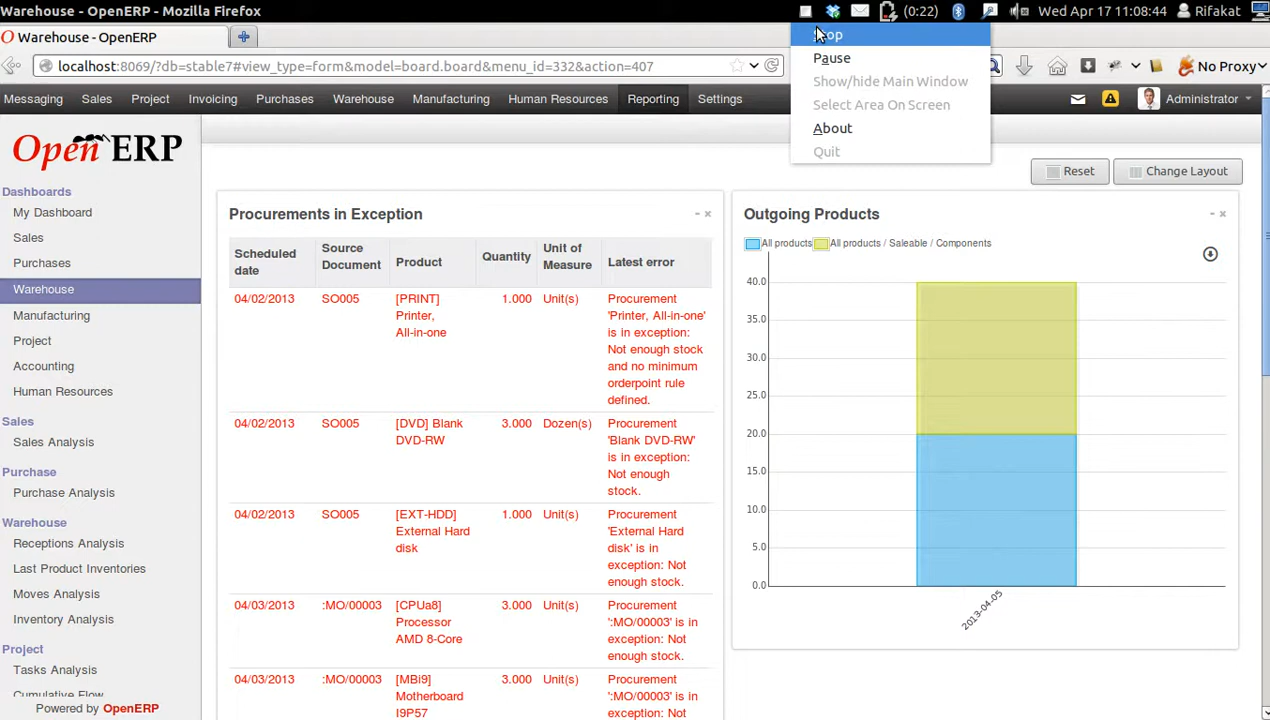 Warehouse - OpenERP - Mozilla Firefox
(0:22)
Wed Apr 17 11:08:44
Rifakat
Warehouse - OpenERP
Pause
Show/hide Main Window
Select Area On Screen
About
Quit
localhost:8069/?db=stable7#view_type=form&model=board.board&menu_id=332&action=407
No Proxy
Messaging Sales Project Invoicing Purchases Warehouse Manufacturing Human Resources Reporting Settings
Administrator
OpenERP
Reset
Change Layout
Dashboards
My Dashboard
Sales
Purchases
Warehouse
Manufacturing
Project
Accounting
Human Resources
Sales
Sales Analysis
Purchase
Purchase Analysis
Warehouse
Receptions Analysis
Last Product Inventories
Moves Analysis
Inventory Analysis
Project
Tasks Analysis
Cumulative Flow
Powered by OpenERP
Procurements in Exception
Scheduled
date
Source
Document
Product
Quantity
Unit of
Measure
Latest error
04/02/2013
SO005
[PRINT]
Printer,
All-in-one
1.000
Unit(s)
Procurement
'Printer, All-in-one'
is in exception:
Not enough stock
and no minimum
orderpoint rule
defined.
04/02/2013
SO005
[DVD] Blank
DVD-RW
3.000
Dozen(s)
Procurement
'Blank DVD-RW'
is in exception:
Not enough
stock.
04/02/2013
SO005
[EXT-HDD]
External Hard
disk
1.000
Unit(s)
Procurement
'External Hard
disk' is in
exception: Not
enough stock.
04/03/2013
:MO/00003
[CPUa8]
Processor
AMD 8-Core
3.000
Unit(s)
Procurement
':MO/00003' is in
exception: Not
enough stock.
04/03/2013
:MO/00003
[MBi9]
Motherboard
I9P57
3.000
Unit(s)
Procurement
':MO/00003' is in
exception: Not
Outgoing Products
All products
All products / Saleable / Components
40.0
35.0
30.0
25.0
20.0
15.0
10.0
5.0
0.0
2013-04-05